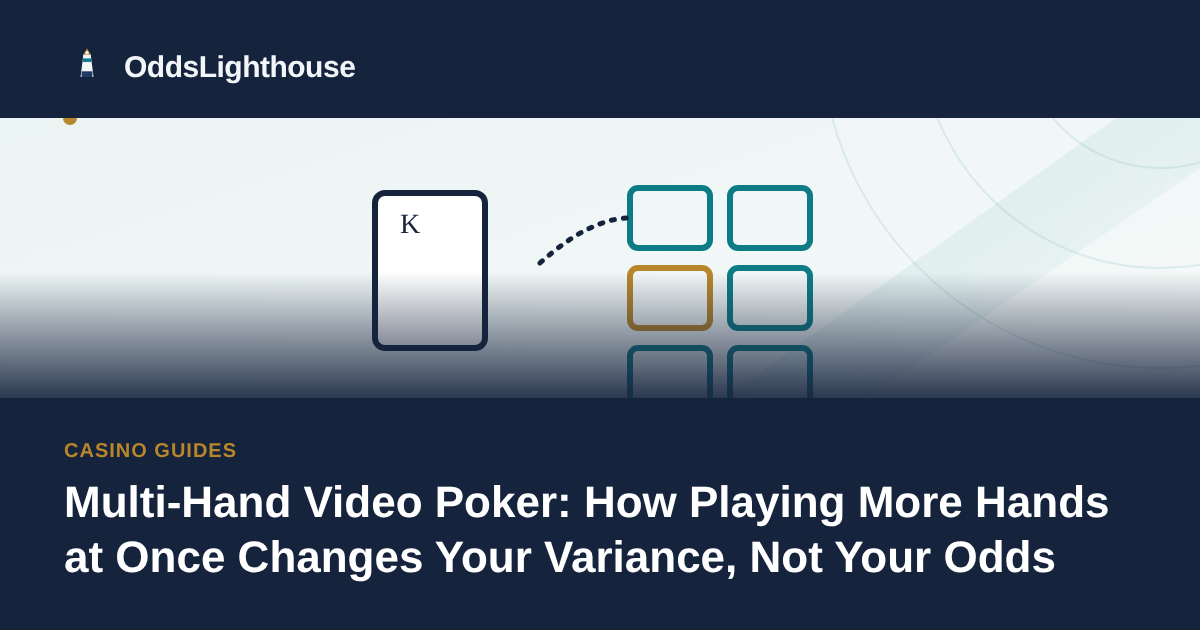 OddsLighthouse
K
CASINO GUIDES
Multi-Hand Video Poker: How Playing More Hands
at Once Changes Your Variance, Not Your Odds